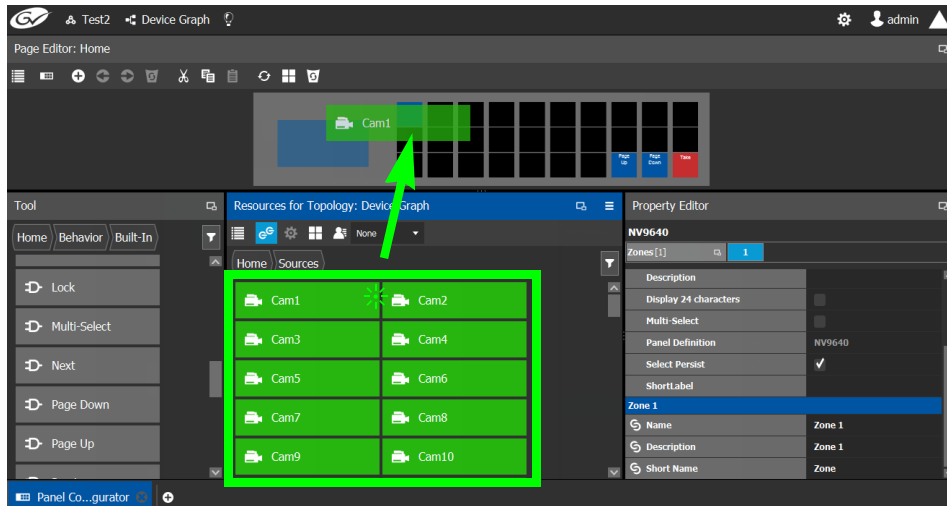 GV Test2 Device Graph admin
Page Editor: Home
Cam1
Page Up Page Down Take
Tool
Home Behavior Built-In
Lock
Multi-Select
Next
Page Down
Page Up
Resources for Topology: Device Graph
None
Home Sources
Cam1 Cam2
Cam3 Cam4
Cam5 Cam6
Cam7 Cam8
Cam9 Cam10
Property Editor
NV9640
Zones[1] 1
Description
Display 24 characters
Multi-Select
Panel Definition NV9640
Select Persist
ShortLabel
Zone 1
Name Zone 1
Description Zone 1
Short Name Zone
Panel Co...gurator